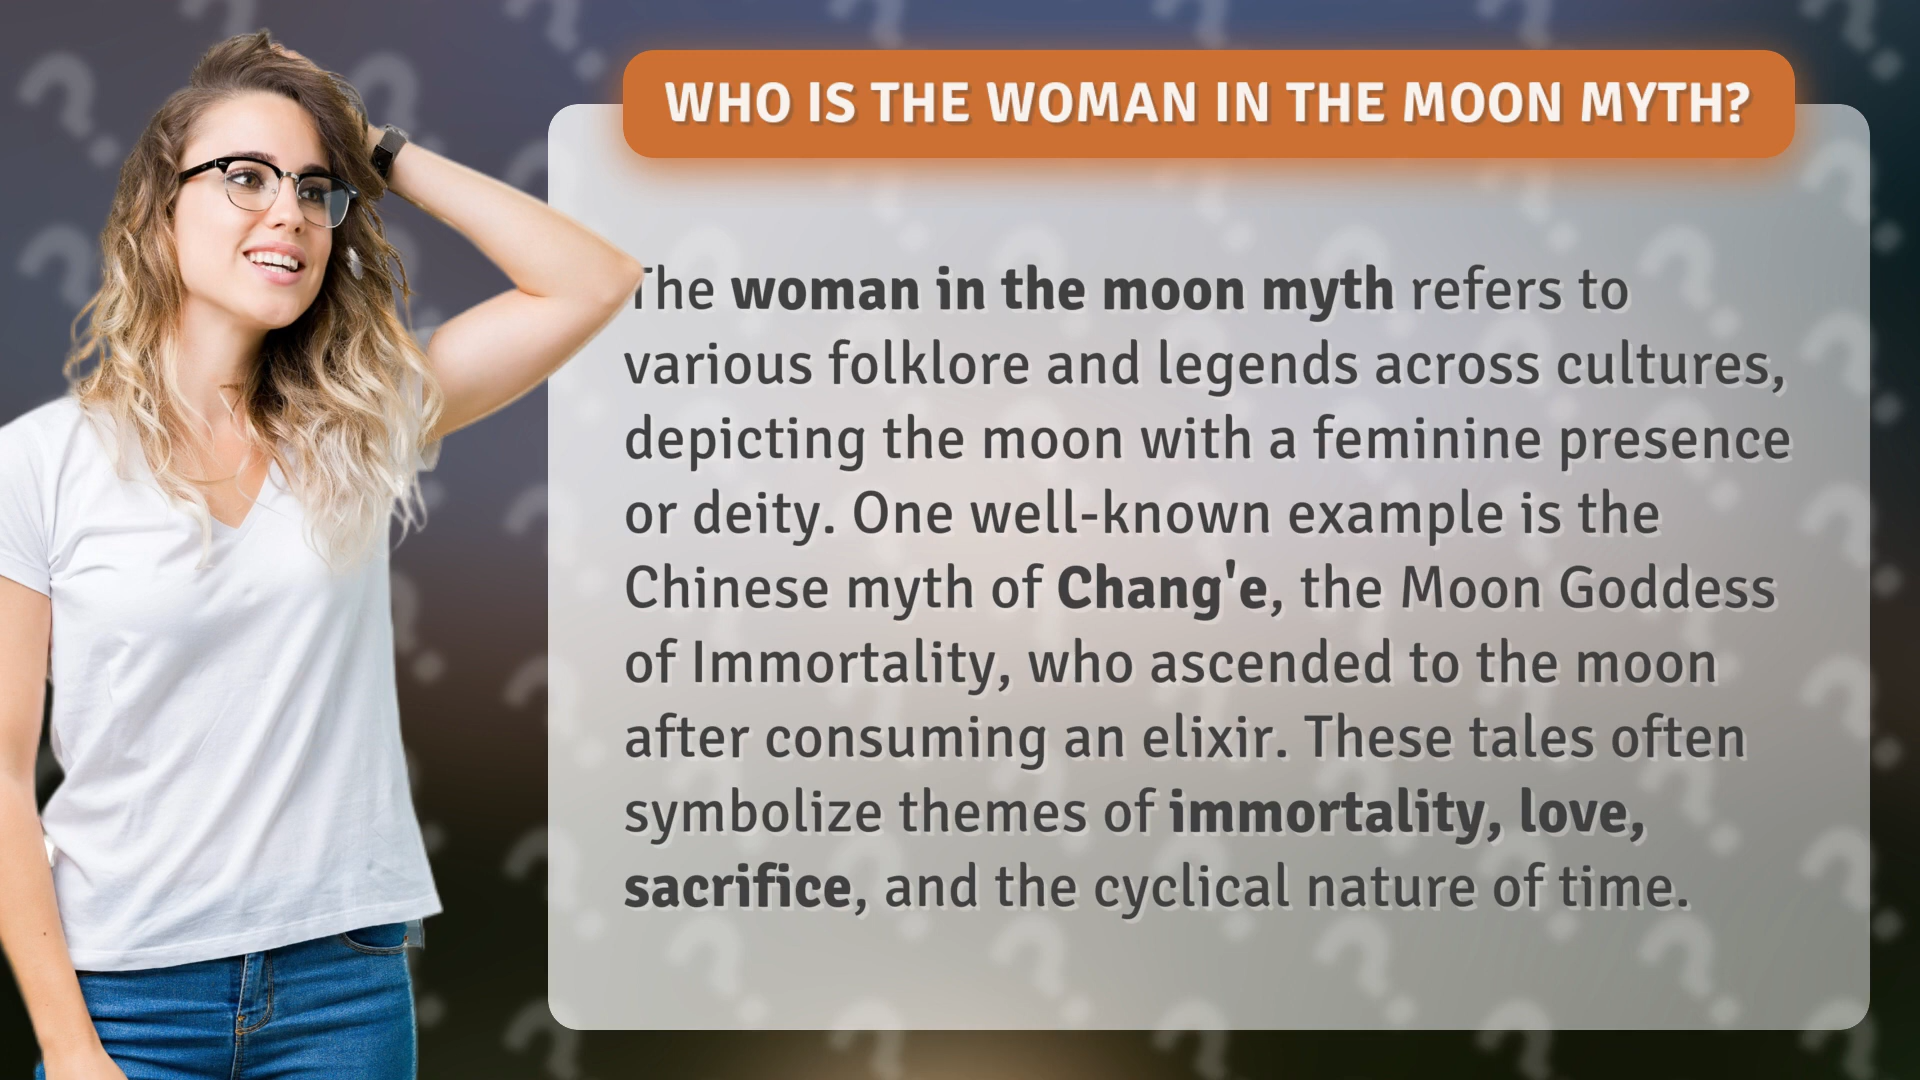 WHO IS THE WOMAN IN THE MOON MYTH?
The woman in the moon myth refers to
various folklore and legends across cultures,
depicting the moon with a feminine presence
or deity. One well-known example is the
Chinese myth of Chang'e, the Moon Goddess
of Immortality, who ascended to the moon
after consuming an elixir. These tales often
symbolize themes of immortality, love,
sacrifice, and the cyclical nature of time.